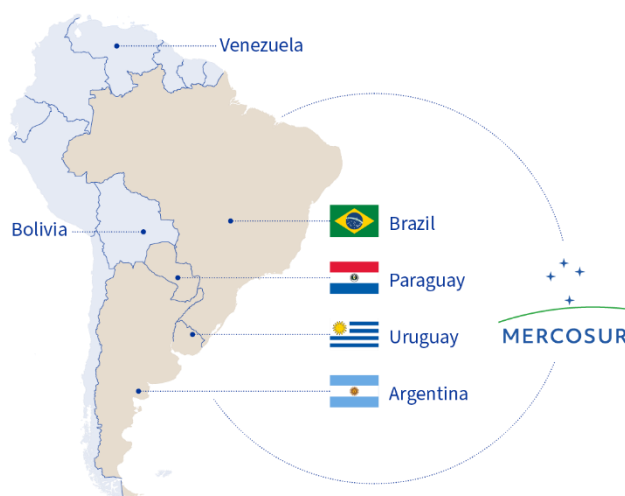 Venezuela
Bolivia
Brazil
Paraguay
Uruguay
Argentina
MERCOSUR